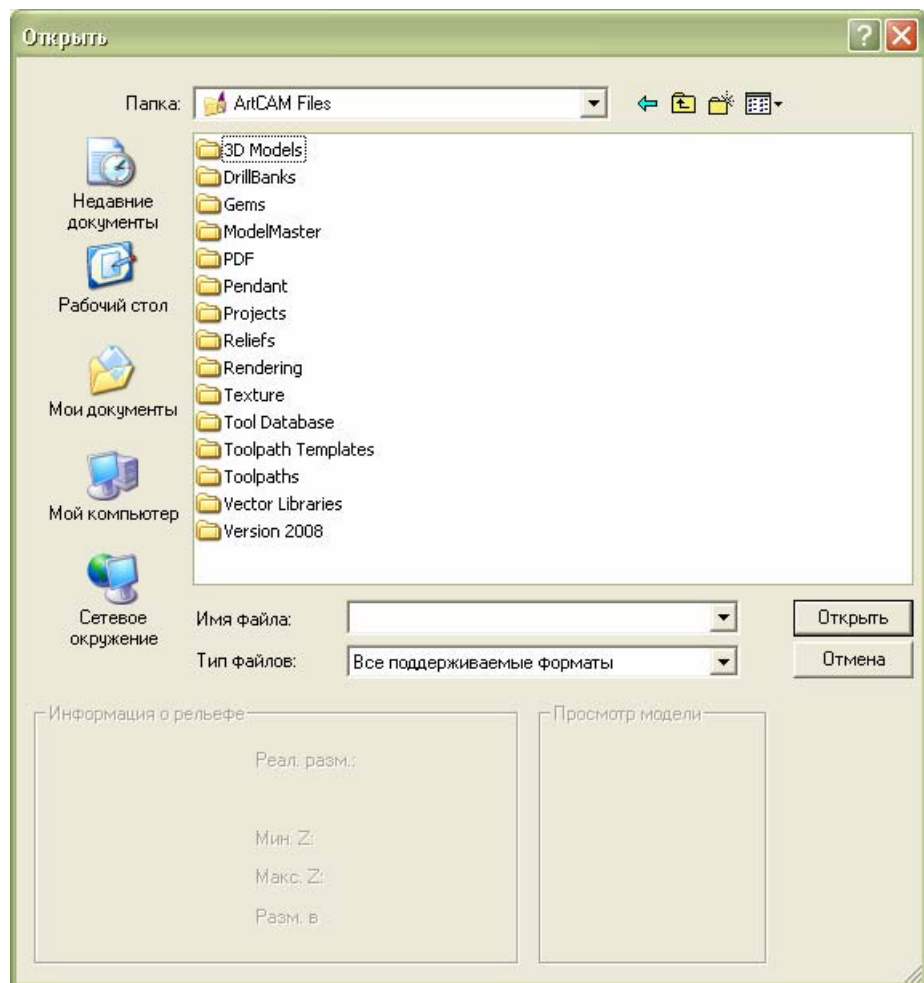 Открыть
Папка:
ArtCAM Files
Недавние
документы
Рабочий стол
Мои документы
Мой компьютер
Сетевое
окружение
3D Models
DrillBanks
Gems
ModelMaster
PDF
Pendant
Projects
Reliefs
Rendering
Texture
Tool Database
Toolpath Templates
Toolpaths
Vector Libraries
Version 2008
Имя файла:
Открыть
Тип файлов:
Все поддерживаемые форматы
Отмена
Информация о рельефе
Реал. разм.:
Мин. Z:
Макс. Z:
Разм. в
Просмотр модели